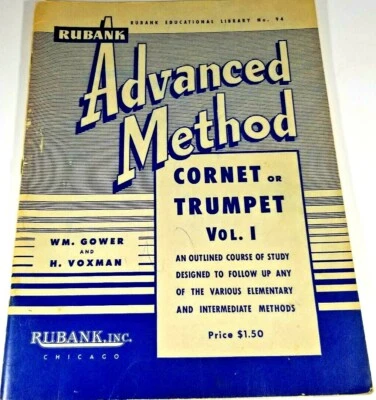 RUBANK EDUCATIONAL LIBRARY No. 94
RUBANK
Advanced
Method
CORNET OR
TRUMPET
VOL. I
WM. GOWER
AND
H. VOXMAN
AN OUTLINED COURSE OF STUDY
DESIGNED TO FOLLOW UP ANY
OF THE VARIOUS ELEMENTARY
AND INTERMEDIATE METHODS
Price $1.50
RUBANK, INC.
CHICAGO